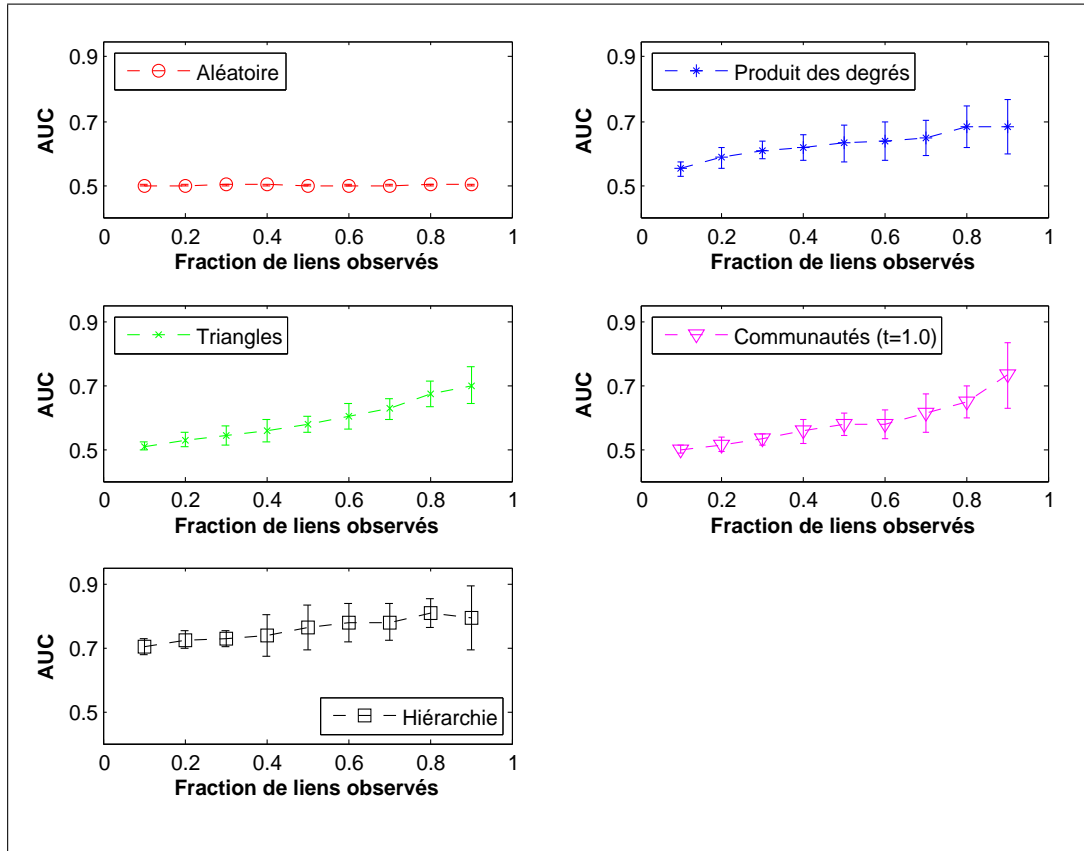 0.9
0.7
0.5
AUC
Aléatoire
0 0.2 0.4 0.6 0.8 1
Fraction de liens observés
0.9
0.7
0.5
AUC
Produit des degrés
0 0.2 0.4 0.6 0.8 1
Fraction de liens observés
0.9
0.7
0.5
AUC
Triangles
0 0.2 0.4 0.6 0.8 1
Fraction de liens observés
0.9
0.7
0.5
AUC
Communautés (t=1.0)
0 0.2 0.4 0.6 0.8 1
Fraction de liens observés
0.9
0.7
0.5
AUC
Hiérarchie
0 0.2 0.4 0.6 0.8 1
Fraction de liens observés